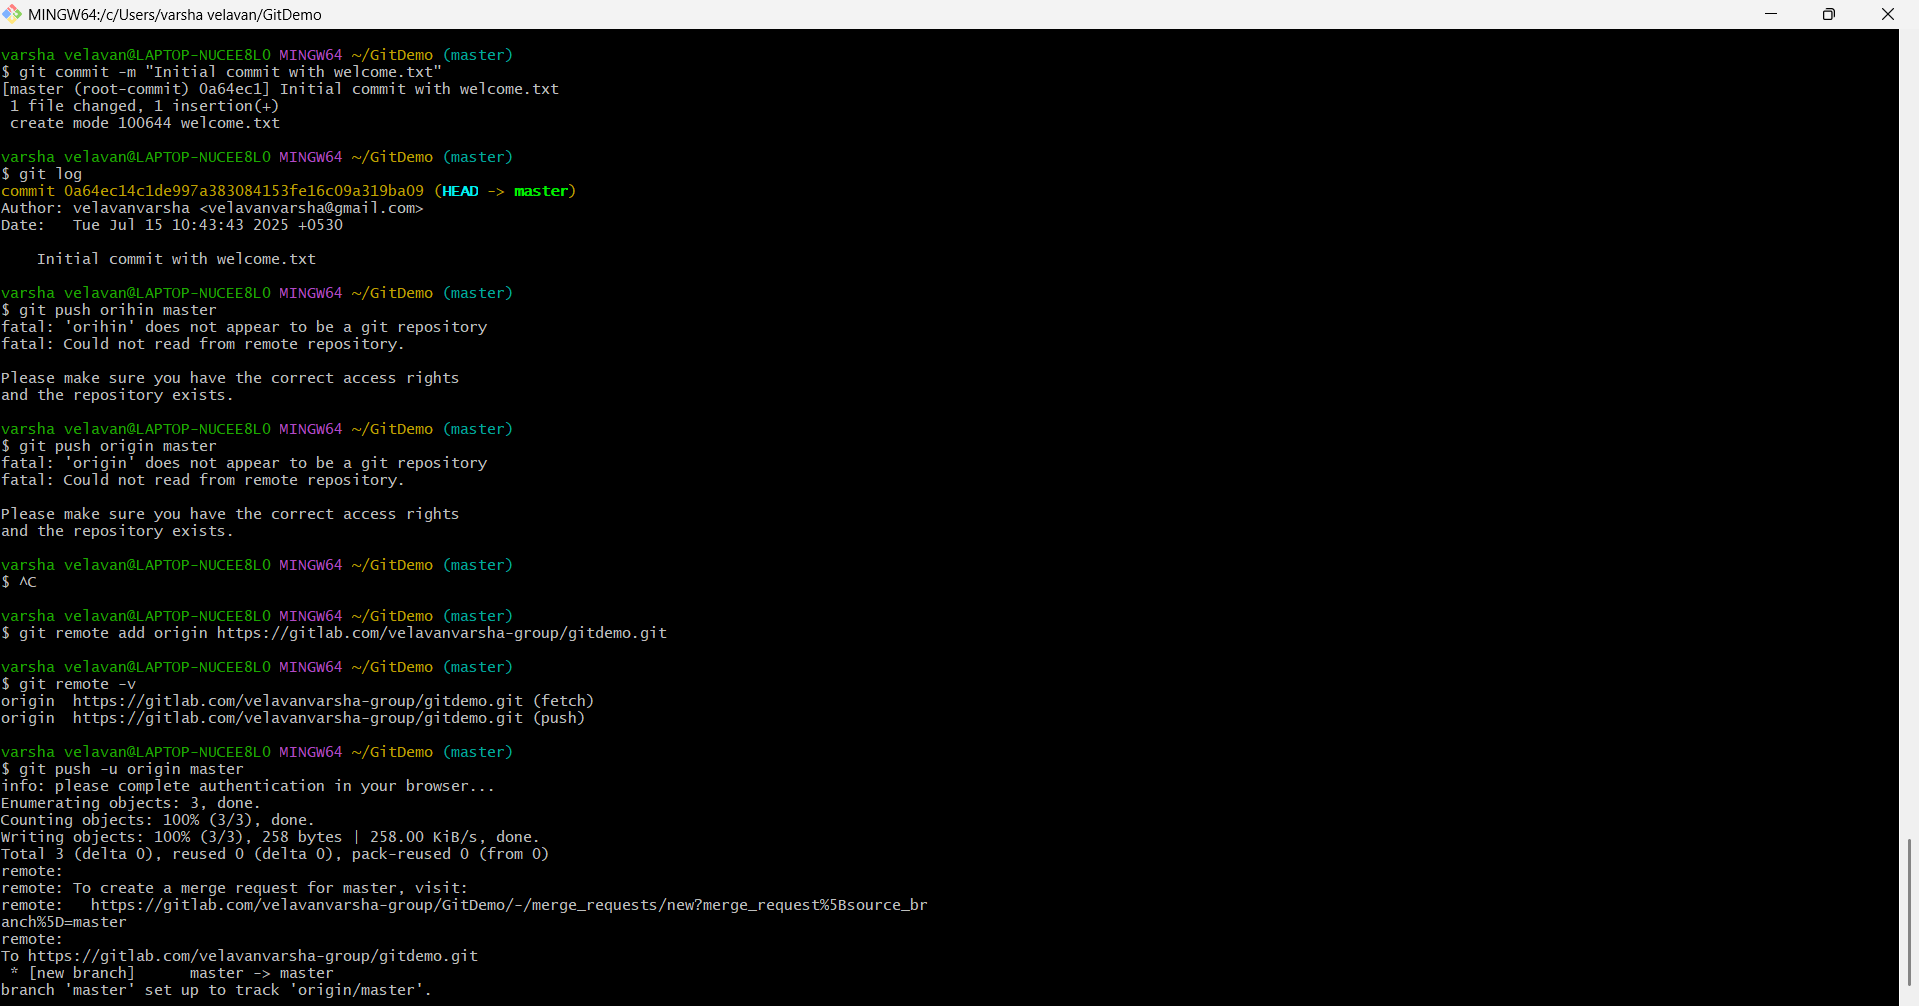 MINGW64:/c/Users/varsha velavan/GitDemo
varsha velavan@LAPTOP-NUCEE8L0 MINGW64 ~/GitDemo (master)
$ git commit -m "Initial commit with welcome.txt"
[master (root-commit) 0a64ec1] Initial commit with welcome.txt
 1 file changed, 1 insertion(+)
 create mode 100644 welcome.txt
varsha velavan@LAPTOP-NUCEE8L0 MINGW64 ~/GitDemo (master)
$ git log
commit 0a64ec14c1de997a383084153fe16c09a319ba09 (HEAD -> master)
Author: velavanvarsha <velavanvarsha@gmail.com>
Date:   Tue Jul 15 10:43:43 2025 +0530
    Initial commit with welcome.txt
varsha velavan@LAPTOP-NUCEE8L0 MINGW64 ~/GitDemo (master)
$ git push orihin master
fatal: 'orihin' does not appear to be a git repository
fatal: Could not read from remote repository.
Please make sure you have the correct access rights
and the repository exists.
varsha velavan@LAPTOP-NUCEE8L0 MINGW64 ~/GitDemo (master)
$ git push origin master
fatal: 'origin' does not appear to be a git repository
fatal: Could not read from remote repository.
Please make sure you have the correct access rights
and the repository exists.
varsha velavan@LAPTOP-NUCEE8L0 MINGW64 ~/GitDemo (master)
$ ^C
varsha velavan@LAPTOP-NUCEE8L0 MINGW64 ~/GitDemo (master)
$ git remote add origin https://gitlab.com/velavanvarsha-group/gitdemo.git
varsha velavan@LAPTOP-NUCEE8L0 MINGW64 ~/GitDemo (master)
$ git remote -v
origin  https://gitlab.com/velavanvarsha-group/gitdemo.git (fetch)
origin  https://gitlab.com/velavanvarsha-group/gitdemo.git (push)
varsha velavan@LAPTOP-NUCEE8L0 MINGW64 ~/GitDemo (master)
$ git push -u origin master
info: please complete authentication in your browser...
Enumerating objects: 3, done.
Counting objects: 100% (3/3), done.
Writing objects: 100% (3/3), 258 bytes | 258.00 KiB/s, done.
Total 3 (delta 0), reused 0 (delta 0), pack-reused 0 (from 0)
remote:
remote: To create a merge request for master, visit:
remote:   https://gitlab.com/velavanvarsha-group/GitDemo/-/merge_requests/new?merge_request%5Bsource_br
anch%5D=master
remote:
To https://gitlab.com/velavanvarsha-group/gitdemo.git
 * [new branch]      master -> master
branch 'master' set up to track 'origin/master'.